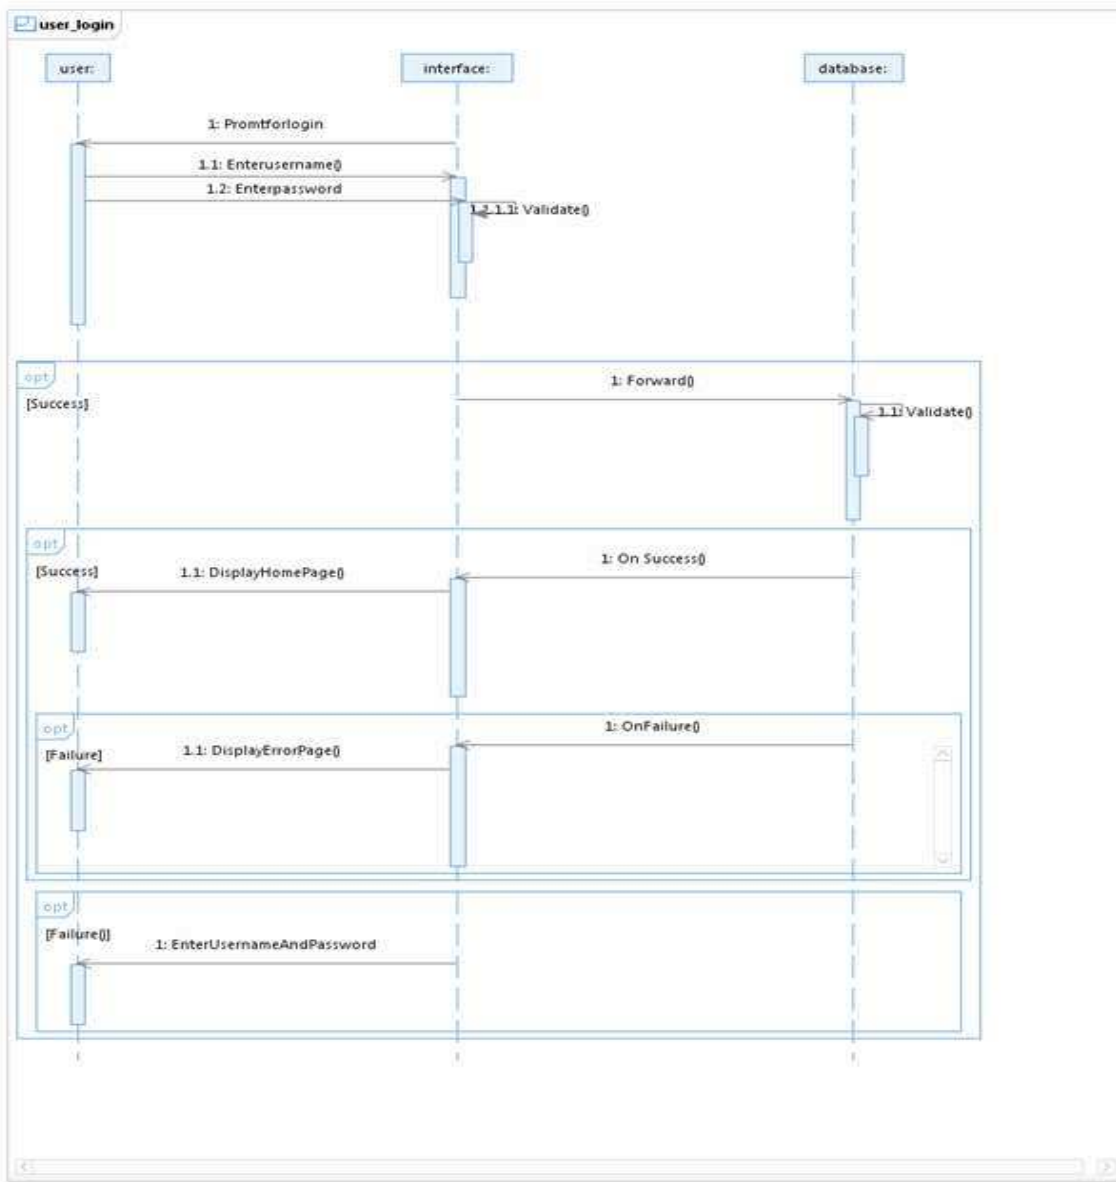 user_login
user:
interface:
database:
1: Promtforlogin
1.1: Enterusername()
1.2: Enterpassword
Validate()
opt
[Success]
1: Forward()
1.1: Validate()
opt
[Success]
1.1: DisplayHomePage()
1: On Success()
opt
[Failure]
1.1: DisplayErrorPage()
1: OnFailure()
opt
[Failure()]
1: EnterUsernameAndPassword